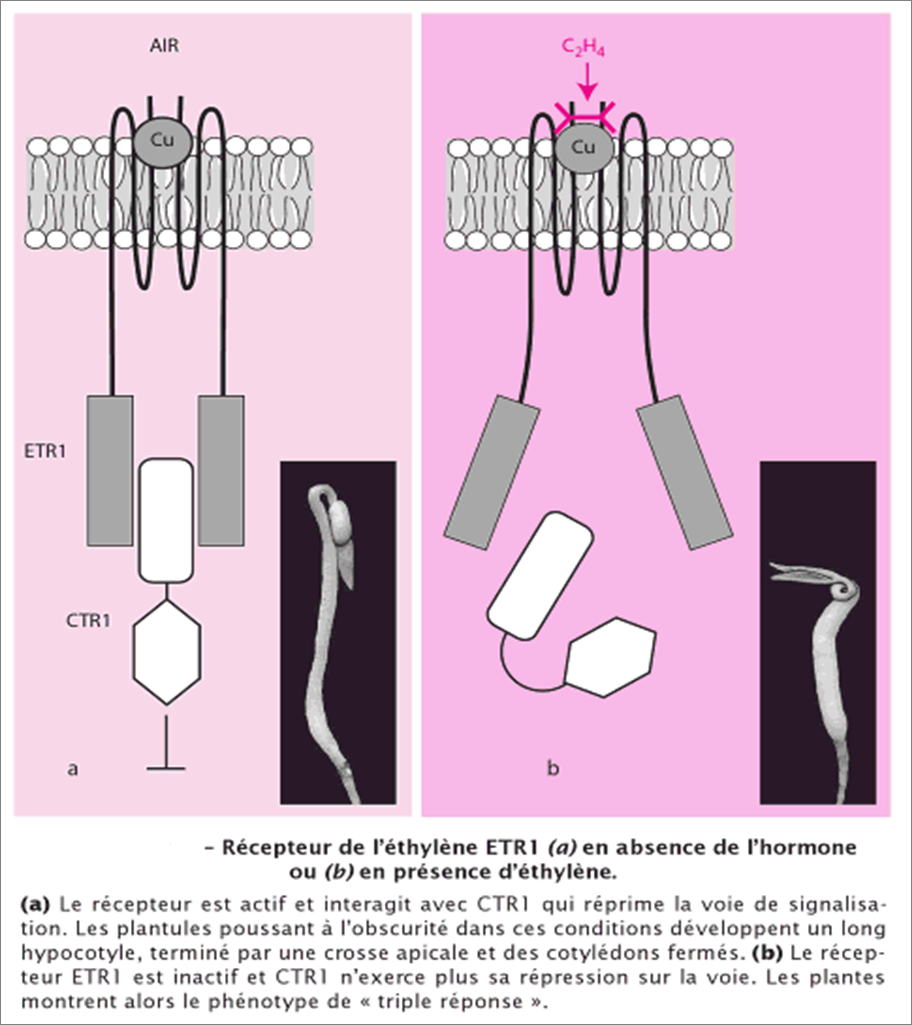 AIR
C₂H₄
Cu
Cu
ETR1
CTR1
a
b
– Récepteur de l'éthylène ETR1 (a) en absence de l'hormone
ou (b) en présence d'éthylène.
(a) Le récepteur est actif et interagit avec CTR1 qui réprime la voie de signalisa-
tion. Les plantules poussant à l'obscurité dans ces conditions développent un long
hypocotyle, terminé par une crosse apicale et des cotylédons fermés. (b) Le récep-
teur ETR1 est inactif et CTR1 n'exerce plus sa répression sur la voie. Les plantes
montrent alors le phénotype de « triple réponse ».